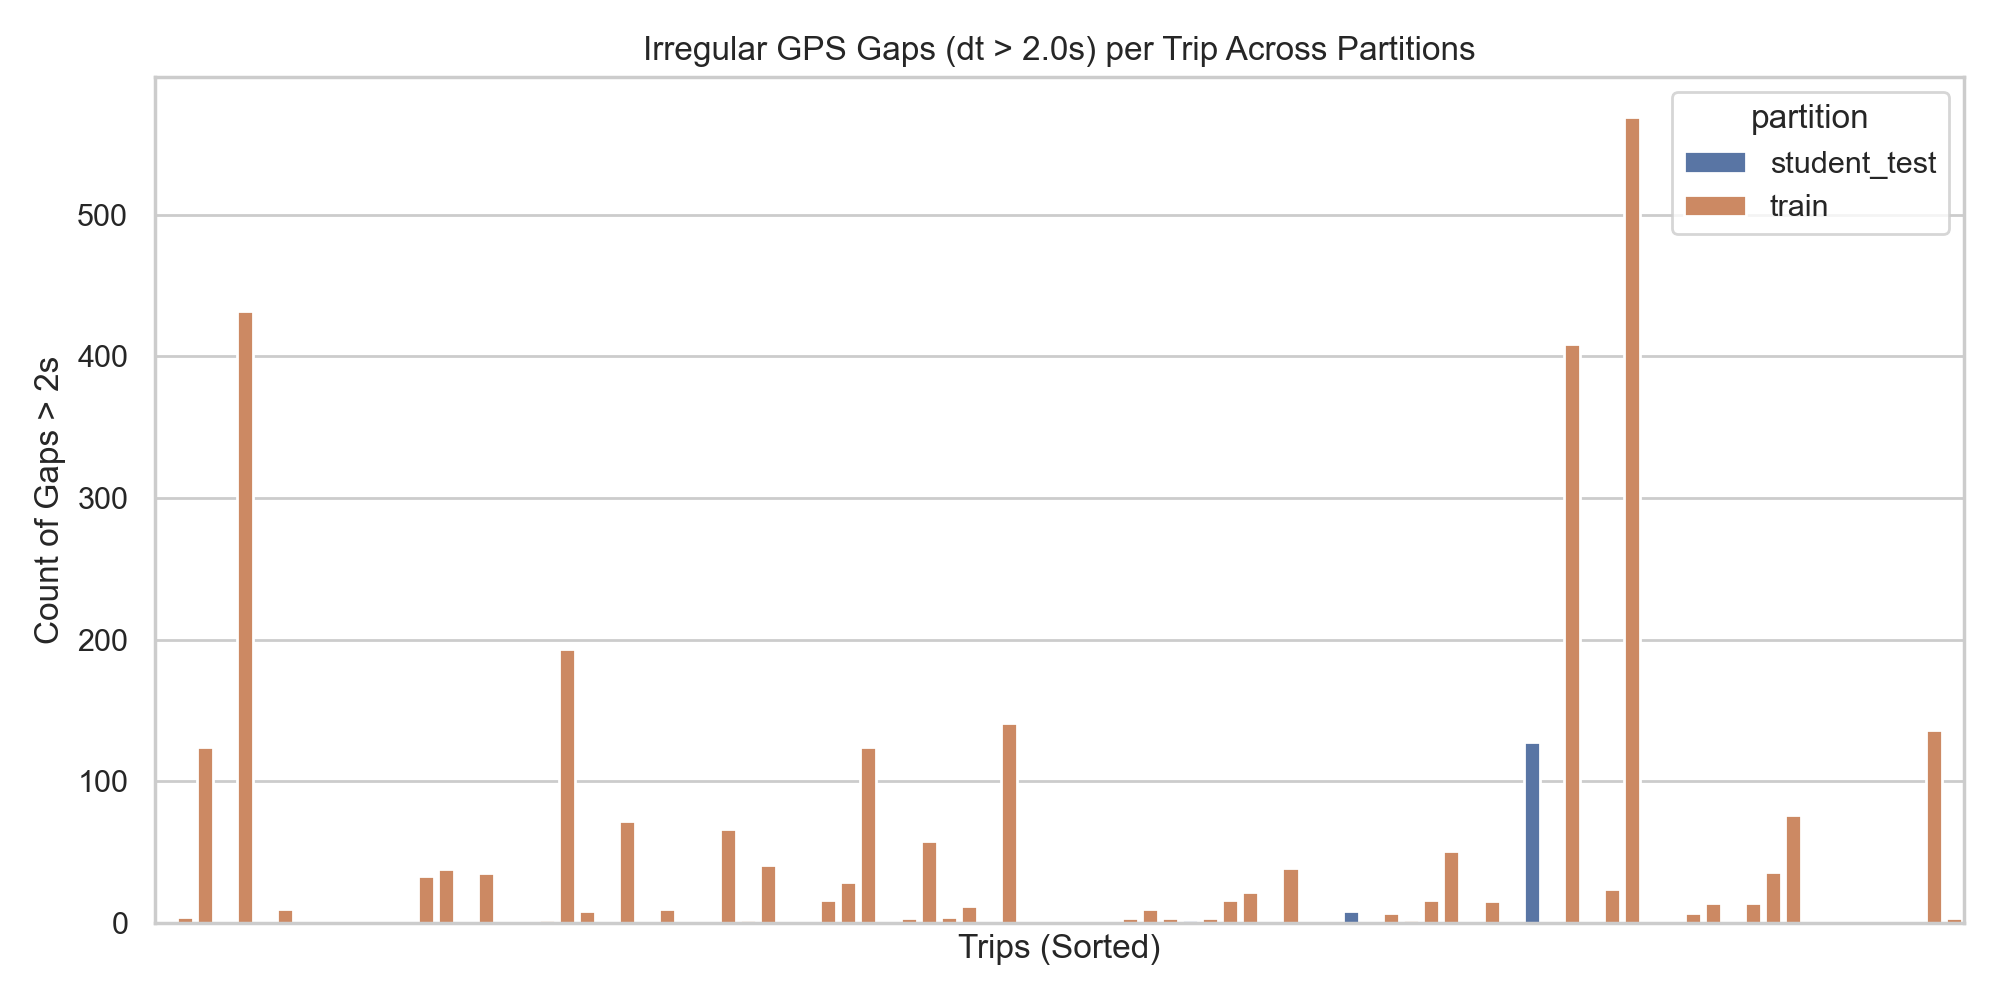 Irregular GPS Gaps (dt > 2.0s) per Trip Across Partitions
partition
student_test
train
Count of Gaps > 2s
500
400
300
200
100
0
Trips (Sorted)